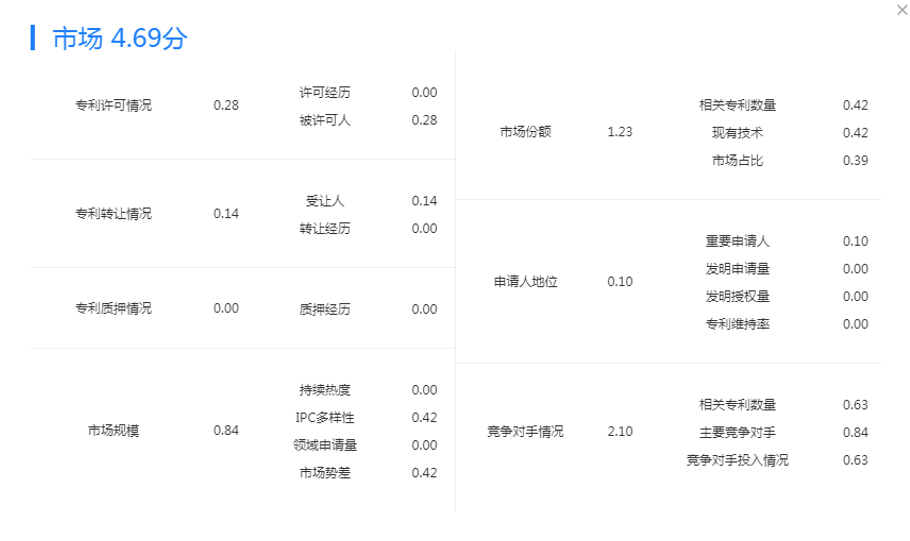 市场 4.69分
专利许可情况 0.28
许可经历 0.00
被许可人 0.28
专利转让情况 0.14
受让人 0.14
转让经历 0.00
专利质押情况 0.00
质押经历 0.00
市场规模 0.84
持续热度 0.00
IPC多样性 0.42
领域申请量 0.00
市场势差 0.42
市场份额 1.23
相关专利数量 0.42
现有技术 0.42
市场占比 0.39
申请人地位 0.10
重要申请人 0.10
发明申请量 0.00
发明授权量 0.00
专利维持率 0.00
竞争对手情况 2.10
相关专利数量 0.63
主要竞争对手 0.84
竞争对手投入情况 0.63